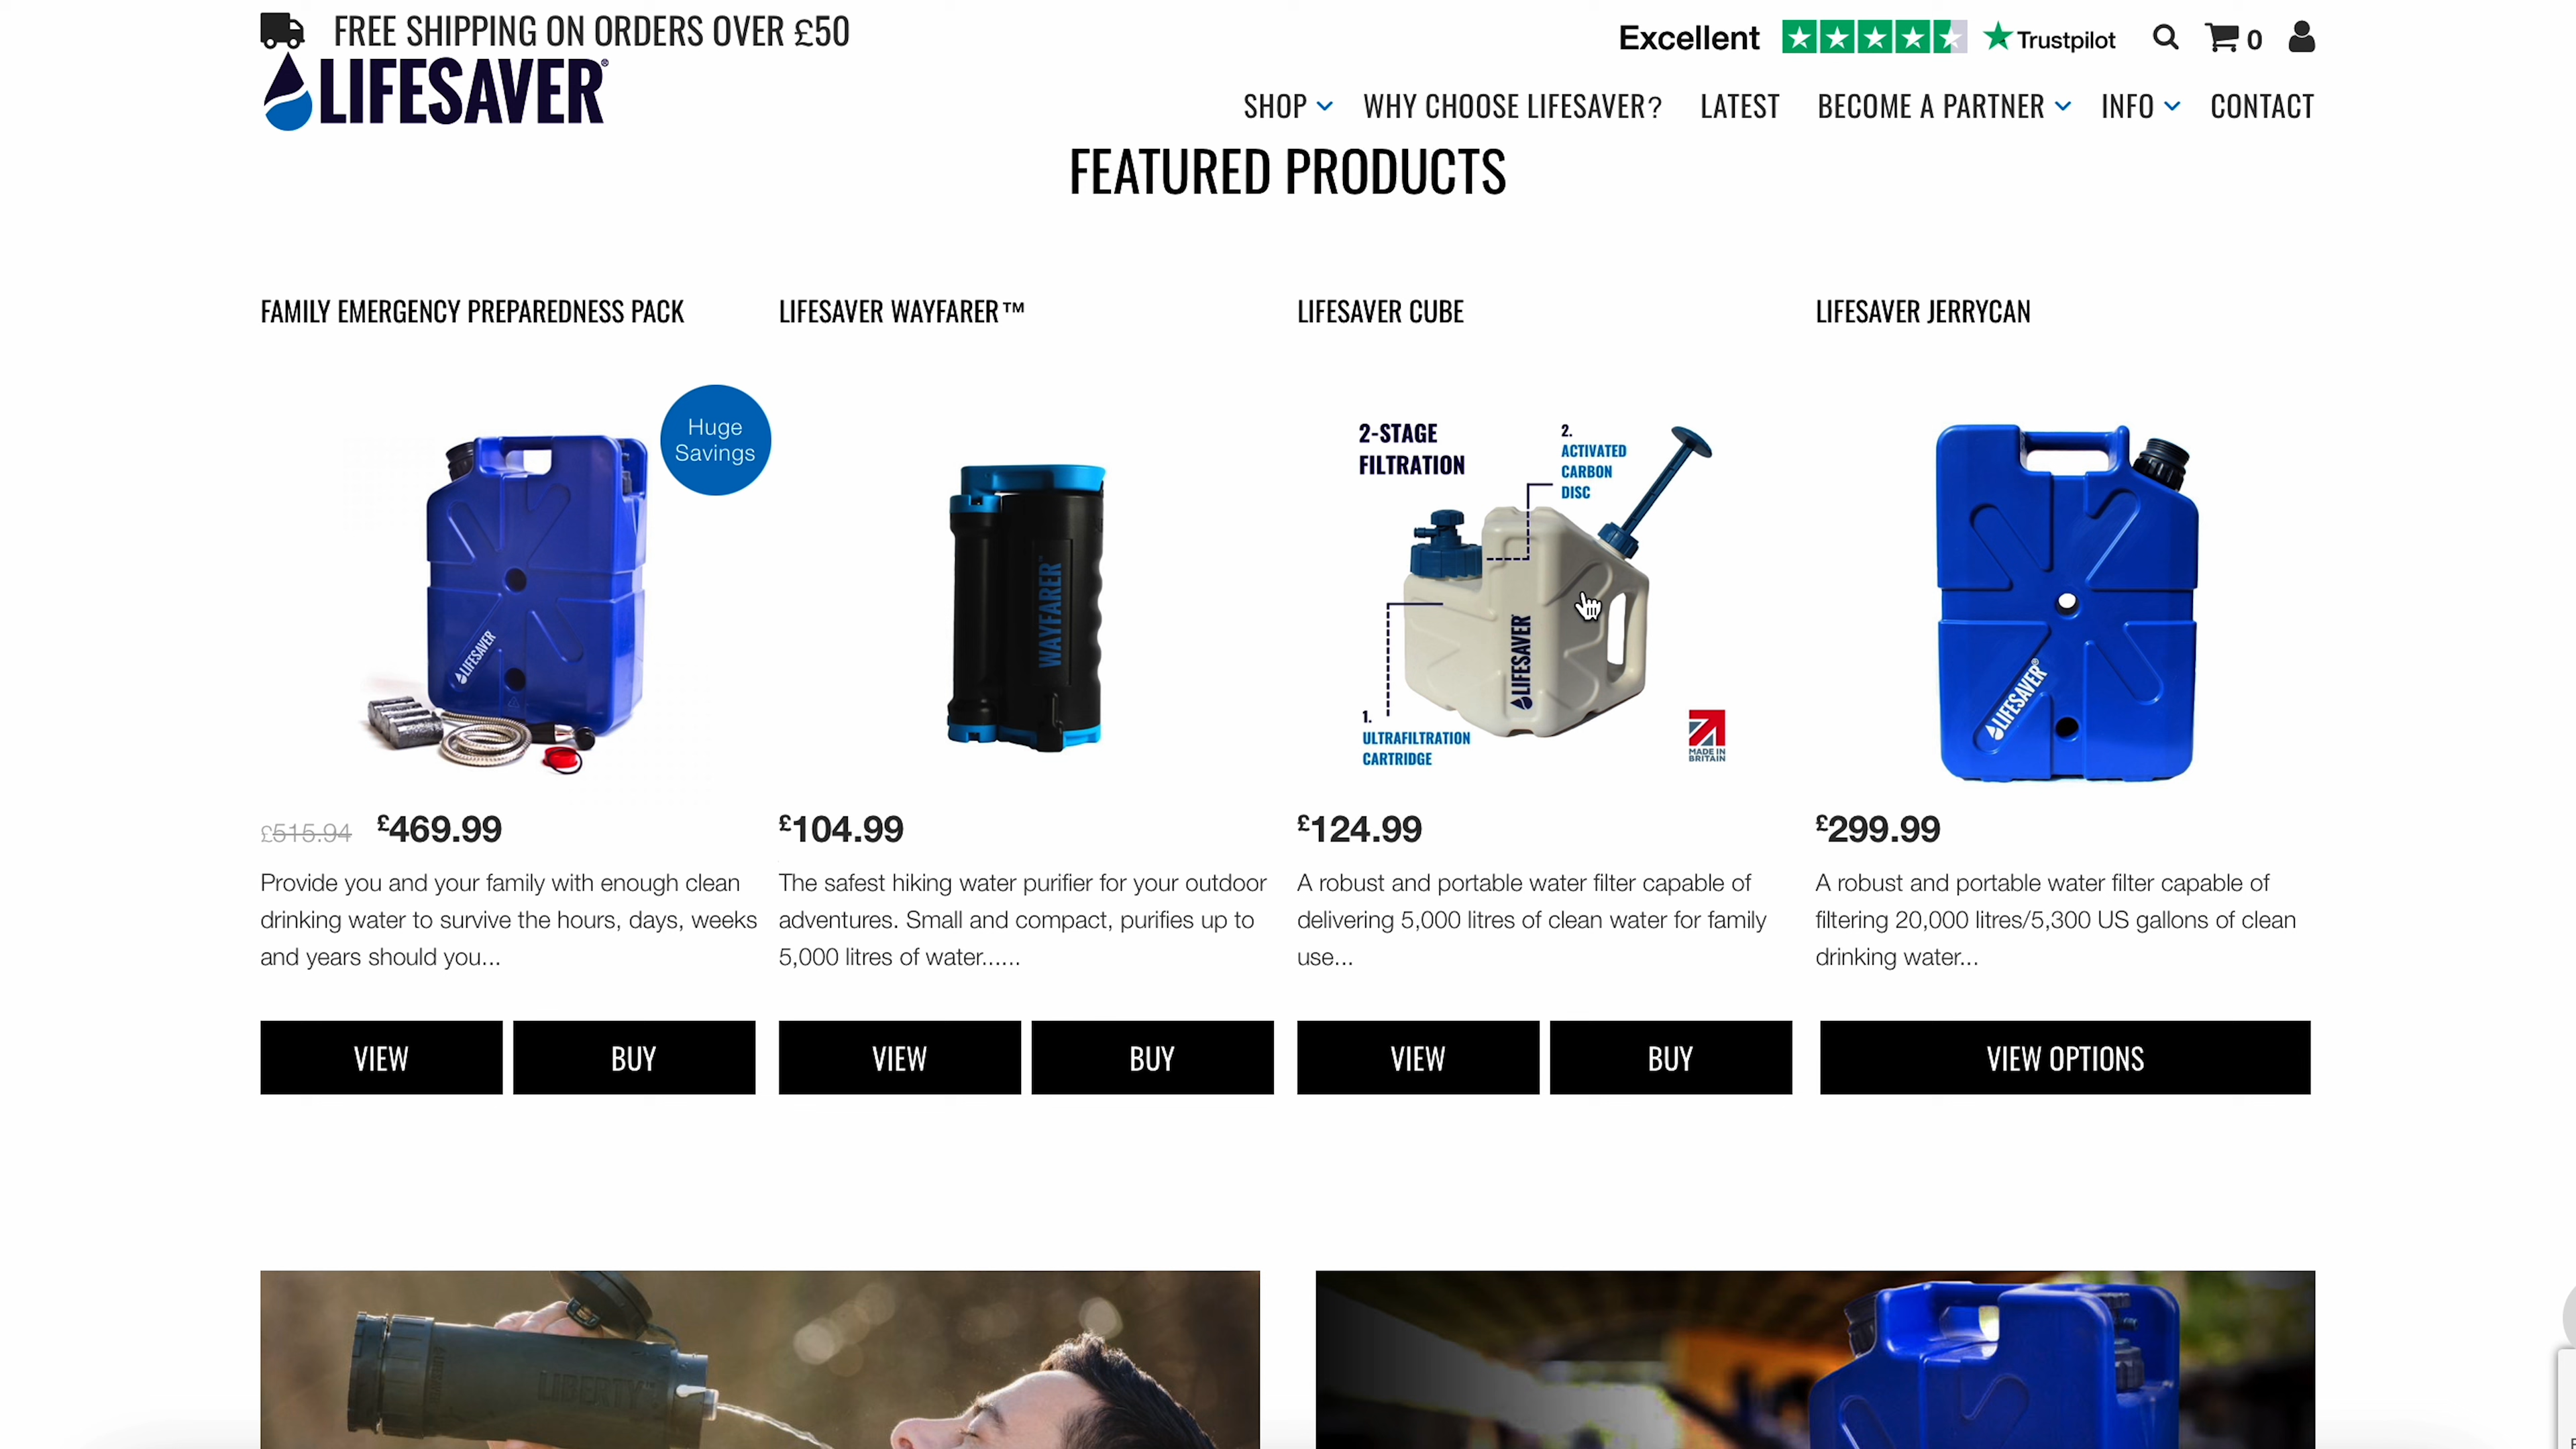 FREE SHIPPING ON ORDERS OVER £50
Excellent
Trustpilot
0
LIFESAVER®
SHOP
WHY CHOOSE LIFESAVER?
LATEST
BECOME A PARTNER
INFO
CONTACT
FEATURED PRODUCTS
FAMILY EMERGENCY PREPAREDNESS PACK
Huge
Savings
LIFESAVER
£515.94 £469.99
Provide you and your family with enough clean
drinking water to survive the hours, days, weeks
and years should you...
VIEW
BUY
LIFESAVER WAYFARER™
WAYFARER™
£104.99
The safest hiking water purifier for your outdoor
adventures. Small and compact, purifies up to
5,000 litres of water......
VIEW
BUY
LIFESAVER CUBE
2-STAGE
FILTRATION
2.
ACTIVATED
CARBON
DISC
LIFESAVER
1.
ULTRAFILTRATION
CARTRIDGE
MADE IN
BRITAIN
£124.99
A robust and portable water filter capable of
delivering 5,000 litres of clean water for family
use...
VIEW
BUY
LIFESAVER JERRYCAN
LIFESAVER®
£299.99
A robust and portable water filter capable of
filtering 20,000 litres/5,300 US gallons of clean
drinking water...
VIEW OPTIONS
LIBERTY™